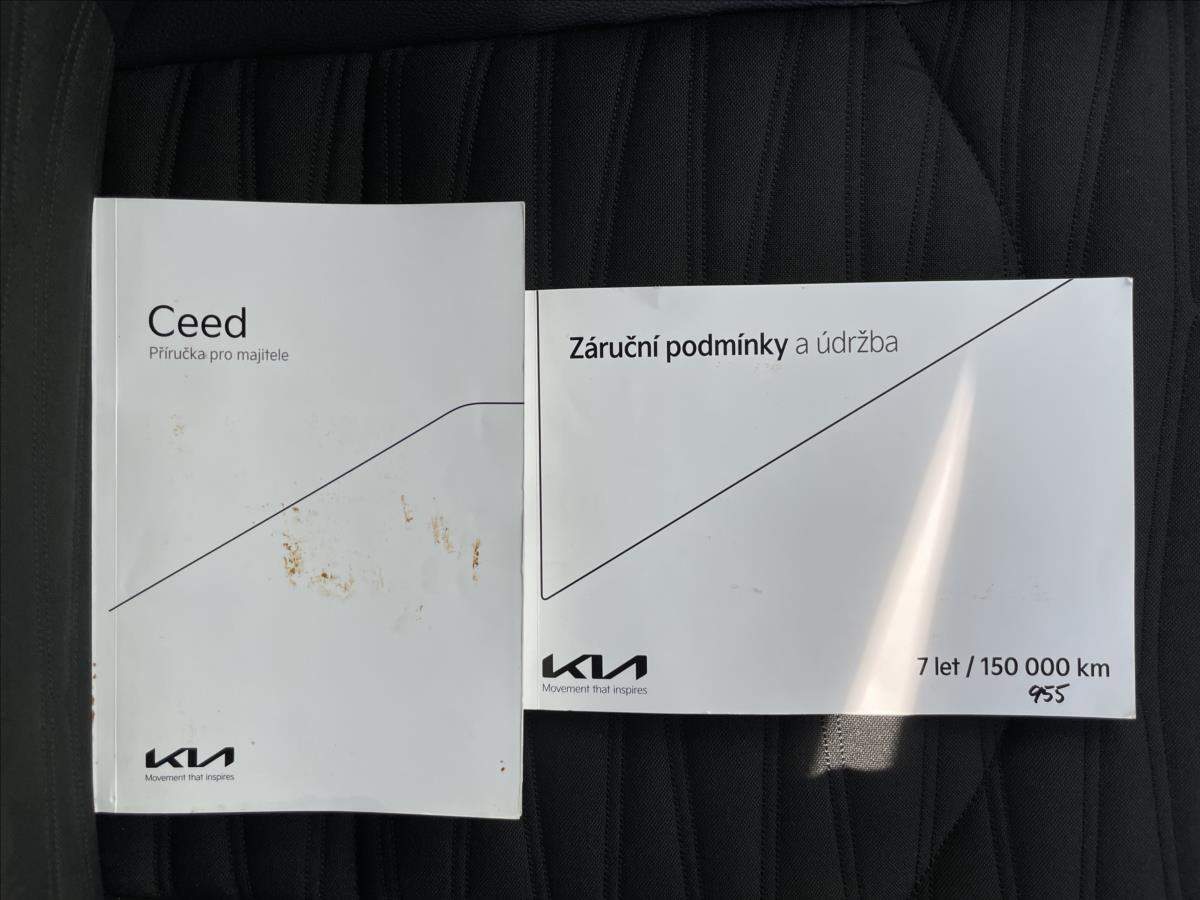 Ceed
Příručka pro majitele
KIA
Movement that inspires
Záruční podmínky a údržba
KIA
Movement that inspires
7 let / 150 000 km
955